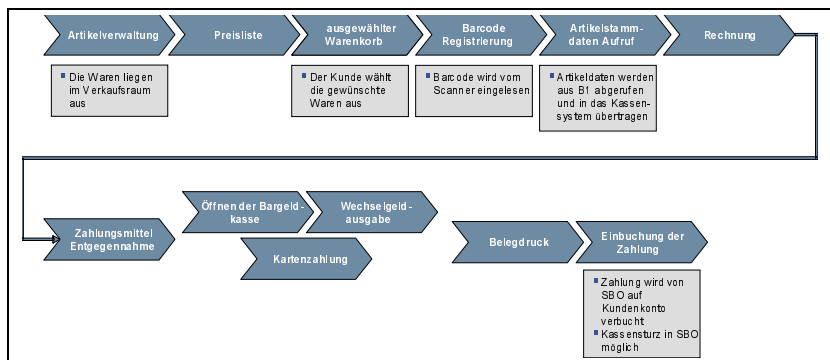 Artikelverwaltung
Preisliste
ausgewählter
Warenkorb
Barcode
Registrierung
Artikelstamm-
daten Aufruf
Rechnung
Die Waren liegen
im Verkaufsraum
aus
Der Kunde wählt
die gewünschte
Waren aus
Barcode wird vom
Scanner eingelesen
Artikeldaten werden
aus B1 abgerufen
und in das Kassen-
system übertragen
Zahlungsmittel
Entgegennahme
Öffnen der Bargeld-
kasse
Wechselgeld-
ausgabe
Kartenzahlung
Belegdruck
Einbuchung der
Zahlung
Zahlung wird von
SBO auf
Kundenkonto
verbucht
Kassensturz in SBO
möglich